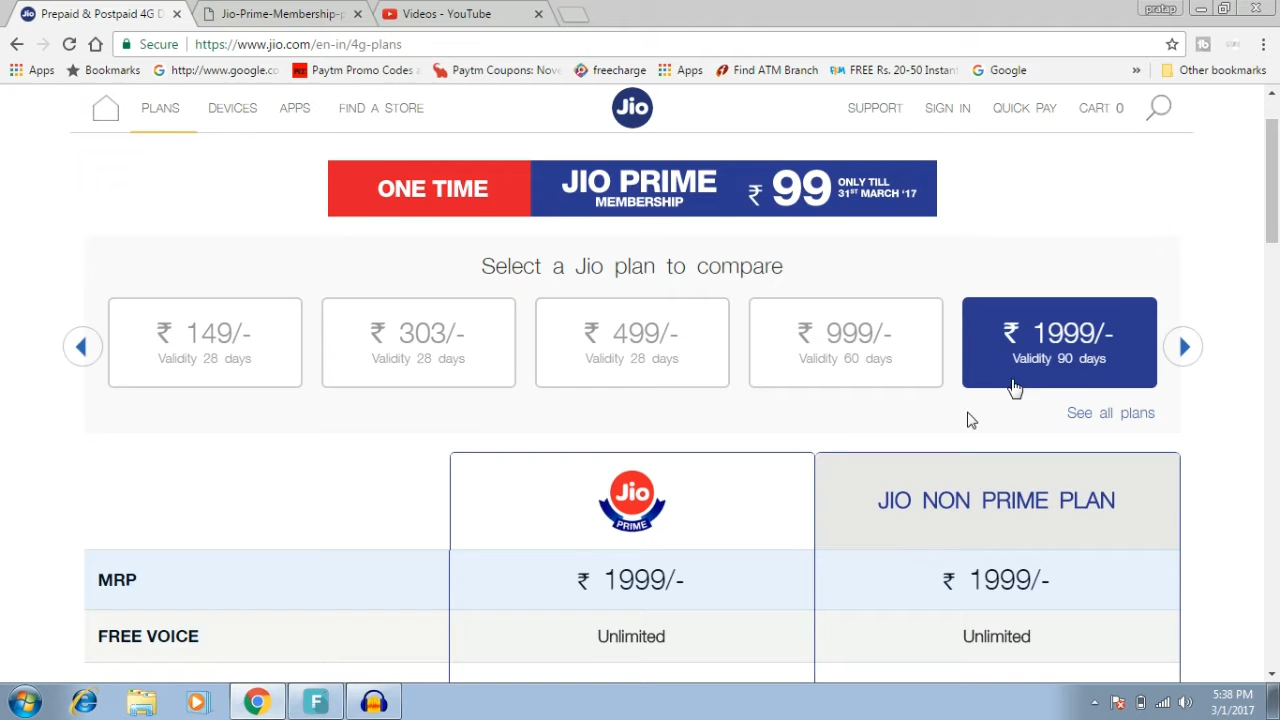 Prepaid & Postpaid 4G D
Jio-Prime-Membership-p
Videos - YouTube
pratap
Secure
https://www.jio.com/en-in/4g-plans
Apps
Bookmarks
http://www.google.co
Paytm Promo Codes
Paytm Coupons: Nove
freecharge
Apps
Find ATM Branch
FREE Rs. 20-50 Instan
Google
»
Other bookmarks
PLANS
DEVICES
APPS
FIND A STORE
Jio
SUPPORT
SIGN IN
QUICK PAY
CART 0
ONE TIME
JIO PRIME
MEMBERSHIP
₹ 99
ONLY TILL
31ST MARCH '17
Select a Jio plan to compare
₹ 149/-
Validity 28 days
₹ 303/-
Validity 28 days
₹ 499/-
Validity 28 days
₹ 999/-
Validity 60 days
₹ 1999/-
Validity 90 days
See all plans
Jio
PRIME
JIO NON PRIME PLAN
MRP
₹ 1999/-
₹ 1999/-
FREE VOICE
Unlimited
Unlimited
F
5:38 PM
3/1/2017